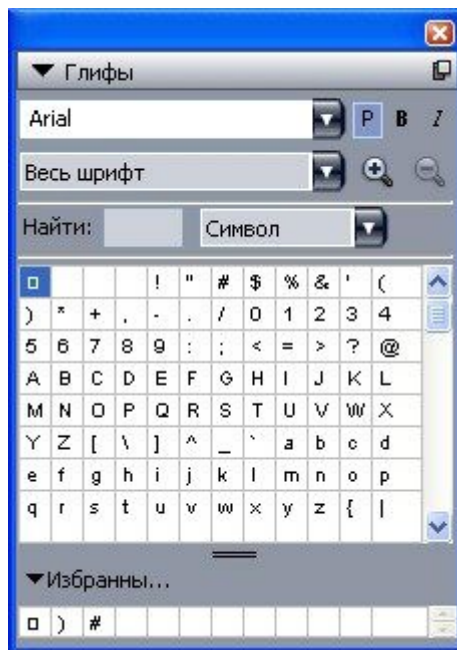 Глифы
Arial P B I
Весь шрифт
Найти: Символ
! " # $ % & ' (
) * + , - . / 0 1 2 3 4
5 6 7 8 9 : ; < = > ? @
A B C D E F G H I J K L
M N O P Q R S T U V W X
Y Z [ \ ] ^ _ ` a b c d
e f g h i j k l m n o p
q r s t u v w x y z { |
Избранны...
) #